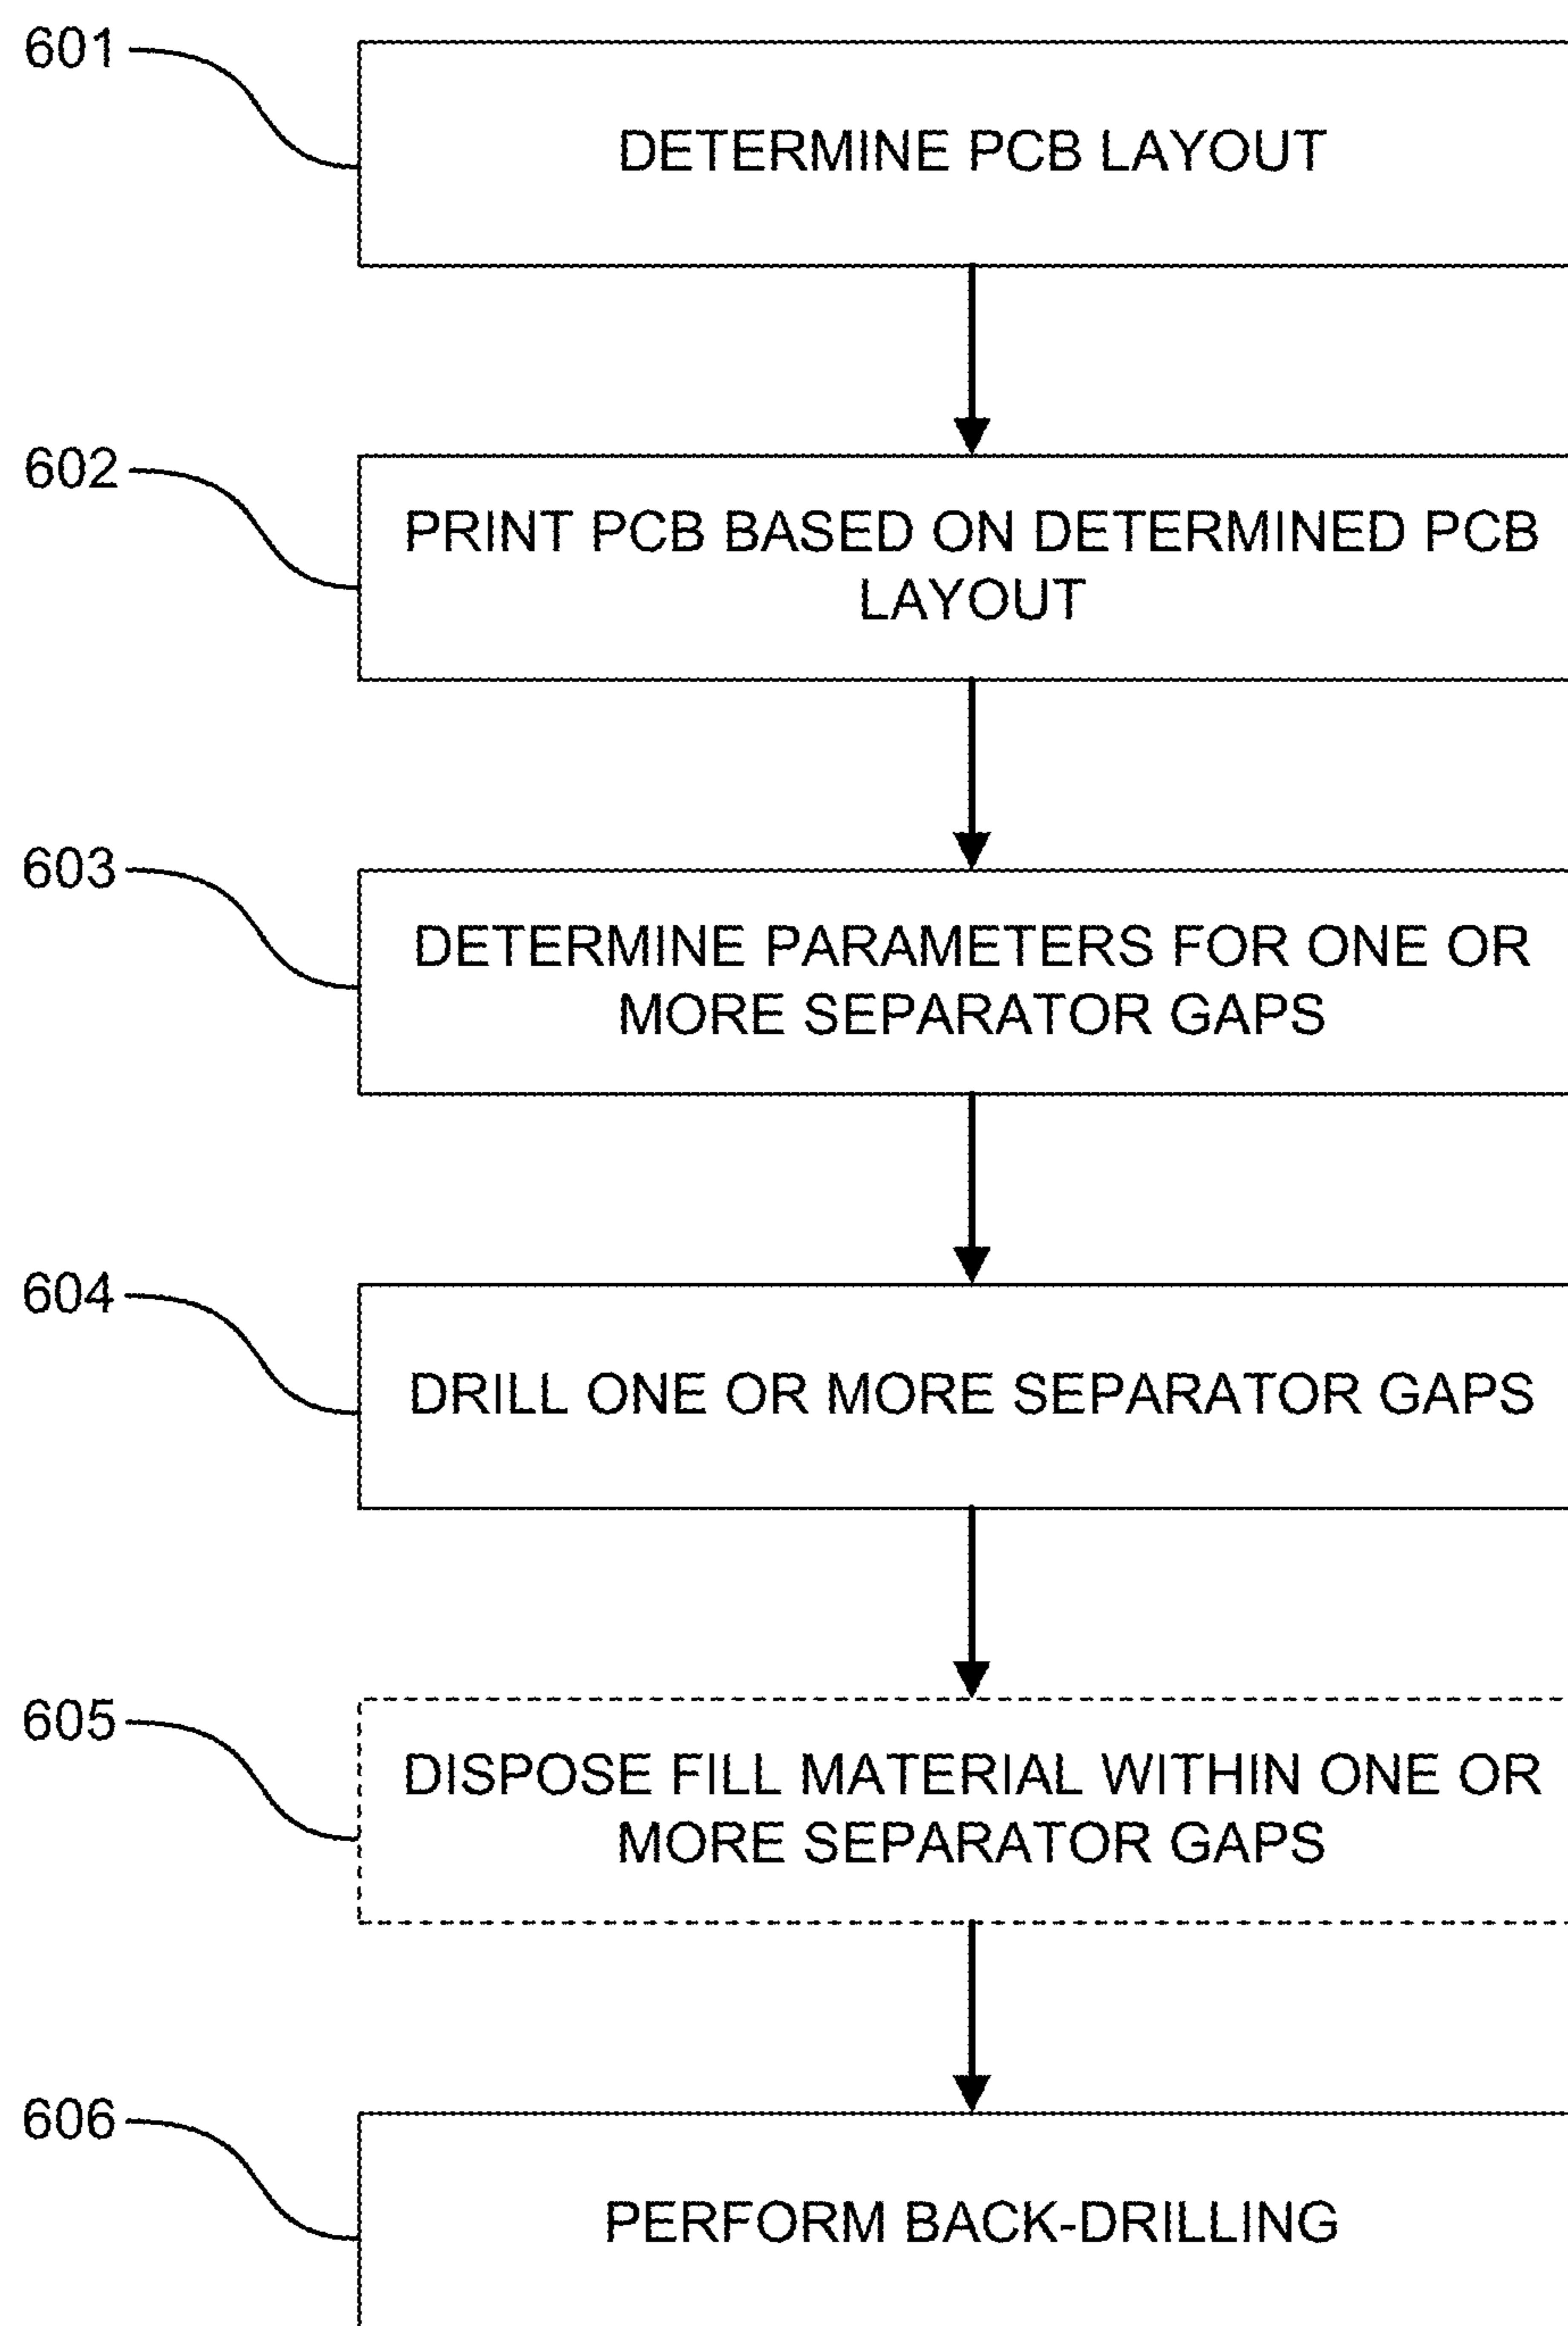 601
DETERMINE PCB LAYOUT
602
PRINT PCB BASED ON DETERMINED PCB
LAYOUT
603
DETERMINE PARAMETERS FOR ONE OR
MORE SEPARATOR GAPS
604
DRILL ONE OR MORE SEPARATOR GAPS
605
DISPOSE FILL MATERIAL WITHIN ONE OR
MORE SEPARATOR GAPS
606
PERFORM BACK-DRILLING